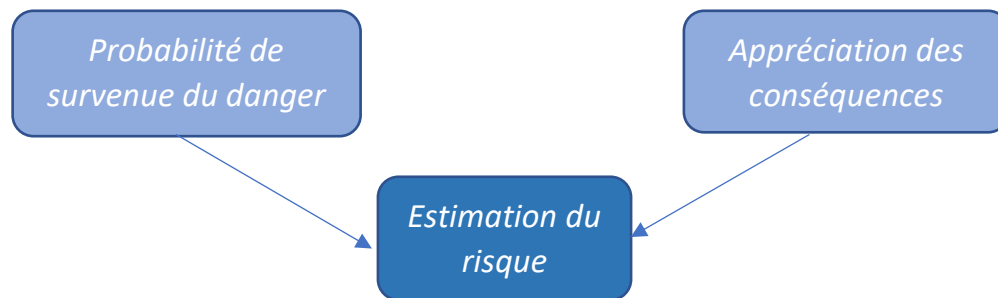 Probabilité de
survenue du danger
Appréciation des
conséquences
Estimation du
risque